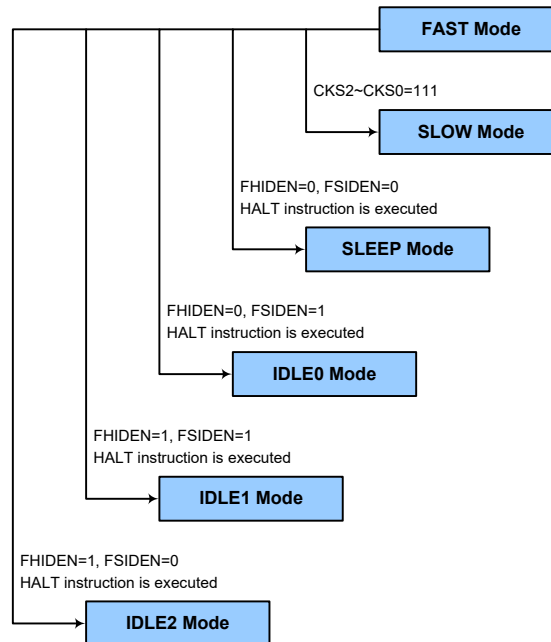 FAST Mode
CKS2~CKS0=111
SLOW Mode
FHIDEN=0, FSIDEN=0
HALT instruction is executed
SLEEP Mode
FHIDEN=0, FSIDEN=1
HALT instruction is executed
IDLE0 Mode
FHIDEN=1, FSIDEN=1
HALT instruction is executed
IDLE1 Mode
FHIDEN=1, FSIDEN=0
HALT instruction is executed
IDLE2 Mode